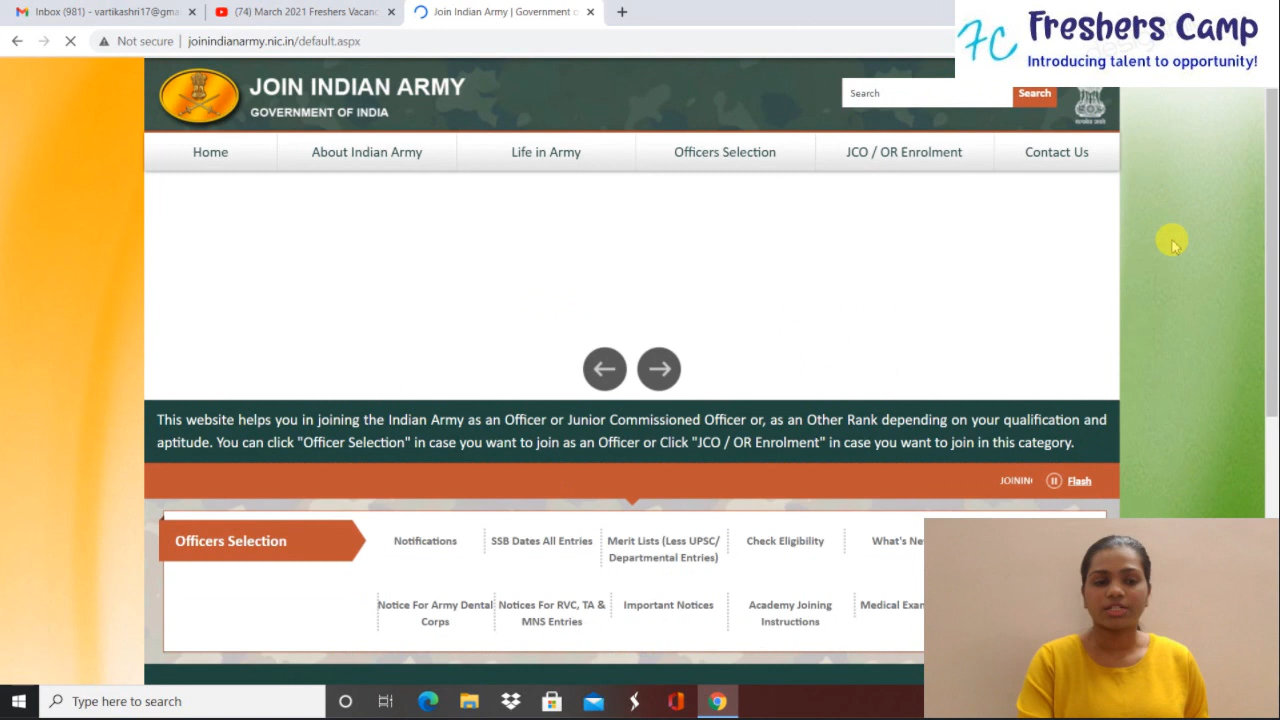 Inbox (981) - vartikashri17@gma
(74) March 2021 Freshers Vacanc
Join Indian Army | Government o
Not secure | joinindianarmy.nic.in/default.aspx
FC
Freshers Camp
Introducing talent to opportunity!
JOIN INDIAN ARMY
GOVERNMENT OF INDIA
Search
Search
Home
About Indian Army
Life in Army
Officers Selection
JCO / OR Enrolment
Contact Us
This website helps you in joining the Indian Army as an Officer or Junior Commissioned Officer or, as an Other Rank depending on your qualification and
aptitude. You can click "Officer Selection" in case you want to join as an Officer or Click "JCO / OR Enrolment" in case you want to join in this category.
JOININ
Flash
Officers Selection
Notifications
SSB Dates All Entries
Merit Lists (Less UPSC/
Departmental Entries)
Check Eligibility
What's Ne
Notice For Army Dental
Corps
Notices For RVC, TA &
MNS Entries
Important Notices
Academy Joining
Instructions
Medical Exam
Type here to search